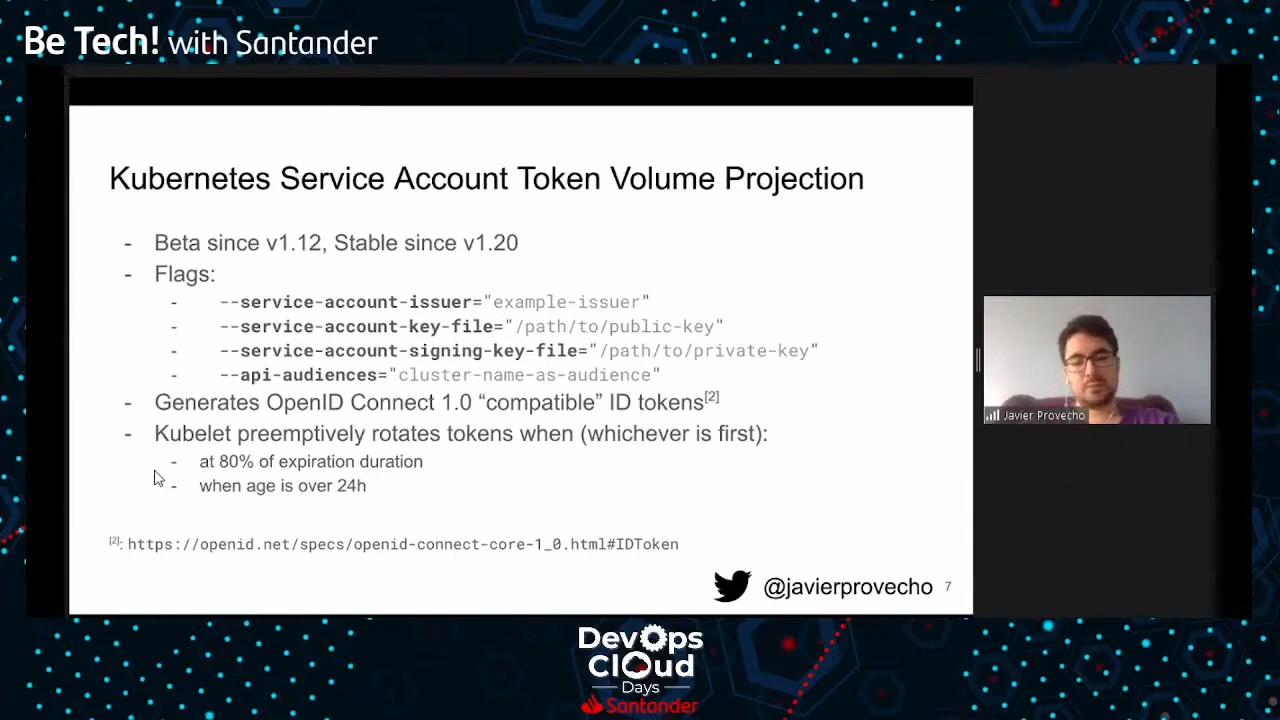 Be Tech! with Santander
Kubernetes Service Account Token Volume Projection
- Beta since v1.12, Stable since v1.20
- Flags:
- --service-account-issuer="example-issuer"
- --service-account-key-file="/path/to/public-key"
- --service-account-signing-key-file="/path/to/private-key"
- --api-audiences="cluster-name-as-audience"
- Generates OpenID Connect 1.0 “compatible” ID tokens[2]
- Kubelet preemptively rotates tokens when (whichever is first):
- at 80% of expiration duration
- when age is over 24h
[2]: https://openid.net/specs/openid-connect-core-1_0.html#IDToken
@javierprovecho 7
Javier Provecho
DevOps
Cloud
Days
Santander